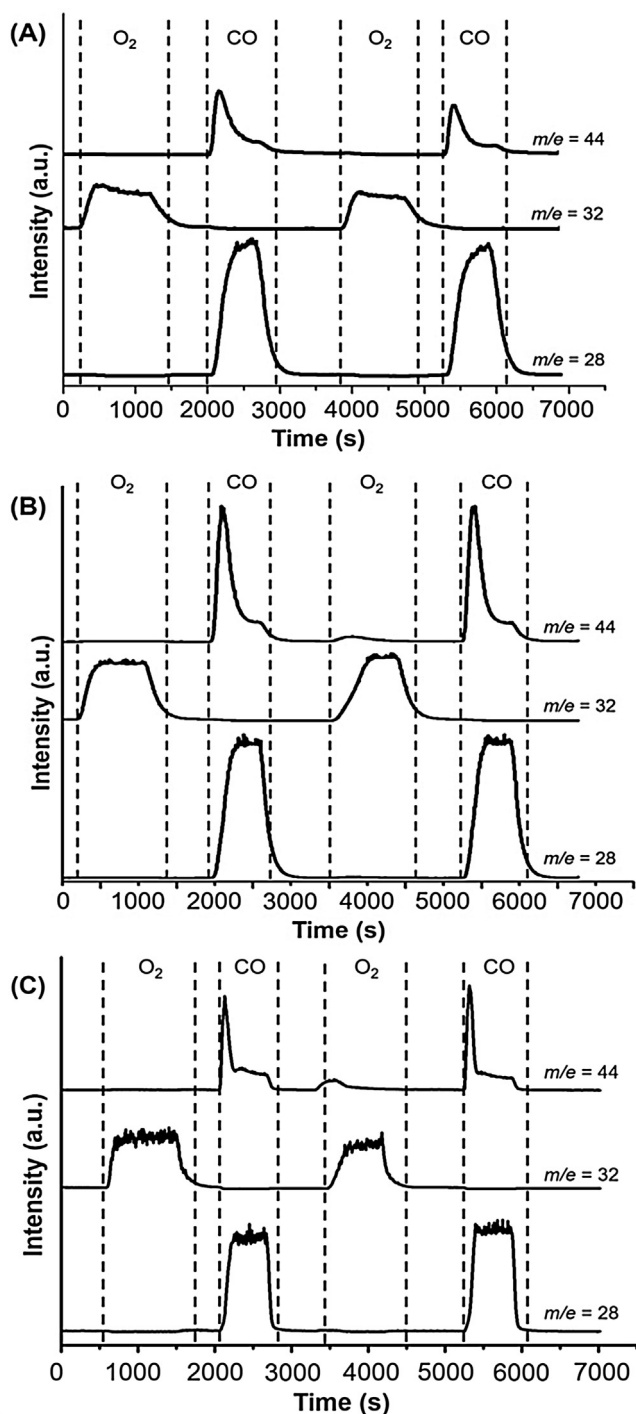 (A)
O₂ CO O₂ CO
m/e = 44
m/e = 32
m/e = 28
Intensity (a.u.)
0 1000 2000 3000 4000 5000 6000 7000
Time (s)
(B)
O₂ CO O₂ CO
m/e = 44
m/e = 32
m/e = 28
Intensity (a.u.)
0 1000 2000 3000 4000 5000 6000 7000
Time (s)
(C)
O₂ CO O₂ CO
m/e = 44
m/e = 32
m/e = 28
Intensity (a.u.)
0 1000 2000 3000 4000 5000 6000 7000
Time (s)